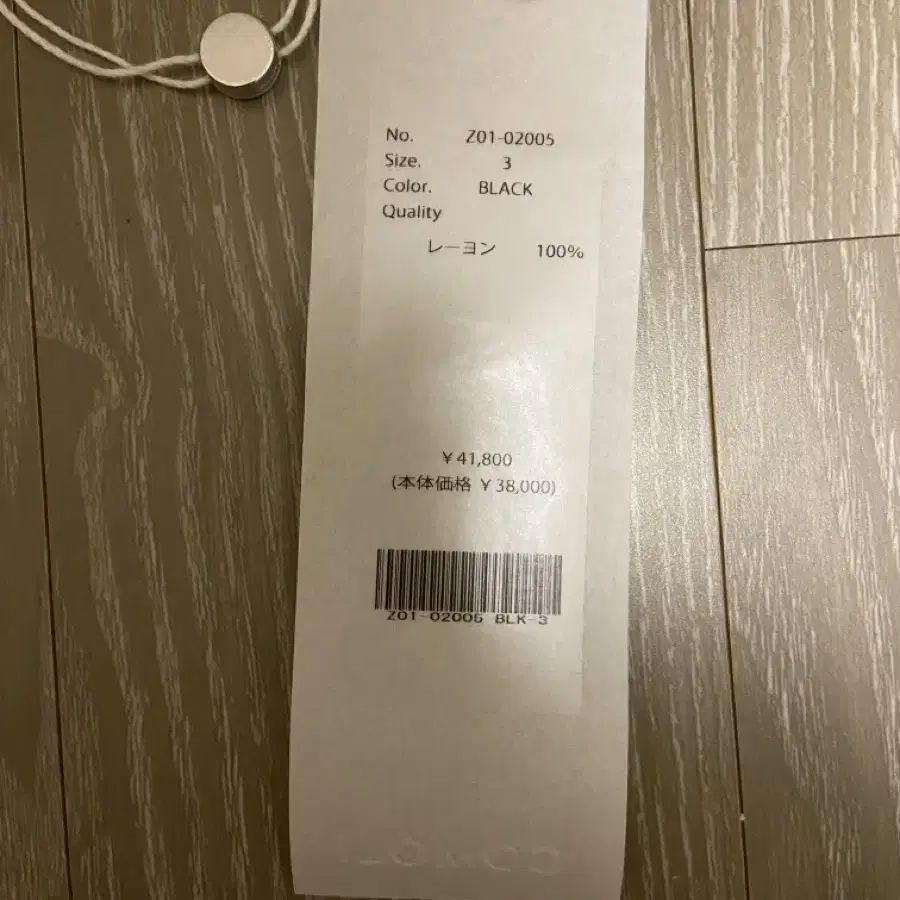 No. Z01-02005
Size. 3
Color. BLACK
Quality
レーヨン 100%
¥41,800
(本体価格 ¥38,000)
Z01-02005 BLK-3